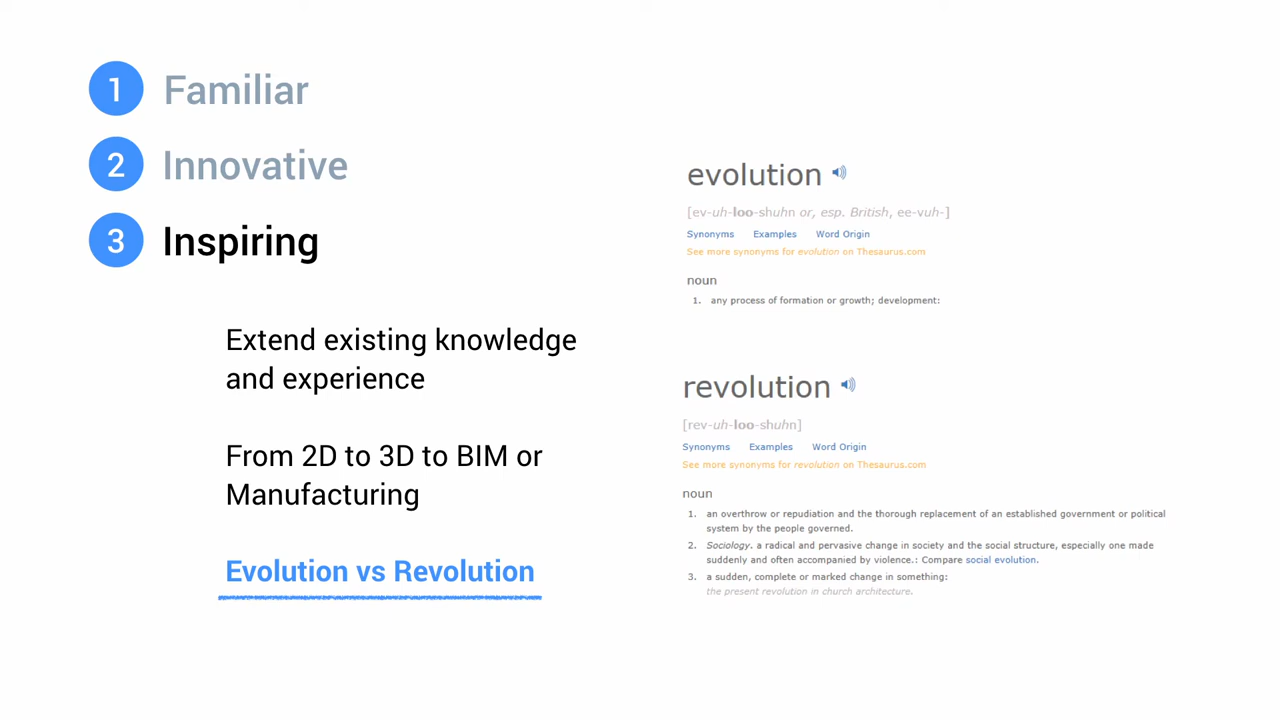 1 Familiar
2 Innovative
3 Inspiring
Extend existing knowledge
and experience
From 2D to 3D to BIM or
Manufacturing
Evolution vs Revolution
evolution
[ev-uh-loo-shuhn or, esp. British, ee-vuh-]
Synonyms Examples Word Origin
See more synonyms for evolution on Thesaurus.com
noun
1. any process of formation or growth; development:
revolution
[rev-uh-loo-shuhn]
Synonyms Examples Word Origin
See more synonyms for revolution on Thesaurus.com
noun
1. an overthrow or repudiation and the thorough replacement of an established government or political
system by the people governed.
2. Sociology. a radical and pervasive change in society and the social structure, especially one made
suddenly and often accompanied by violence.: Compare social evolution.
3. a sudden, complete or marked change in something:
the present revolution in church architecture.